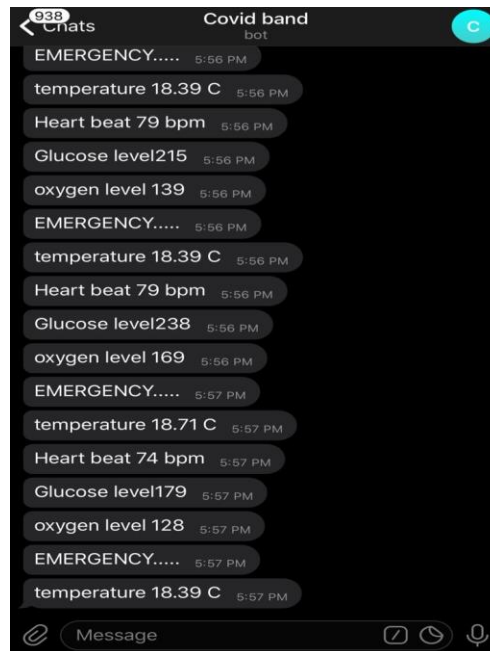 938
Chats
Covid band
bot
C
EMERGENCY..... 5:56 PM
temperature 18.39 C 5:56 PM
Heart beat 79 bpm 5:56 PM
Glucose level215 5:56 PM
oxygen level 139 5:56 PM
EMERGENCY..... 5:56 PM
temperature 18.39 C 5:56 PM
Heart beat 79 bpm 5:56 PM
Glucose level238 5:56 PM
oxygen level 169 5:56 PM
EMERGENCY..... 5:57 PM
temperature 18.71 C 5:57 PM
Heart beat 74 bpm 5:57 PM
Glucose level179 5:57 PM
oxygen level 128 5:57 PM
EMERGENCY..... 5:57 PM
temperature 18.39 C 5:57 PM
Message